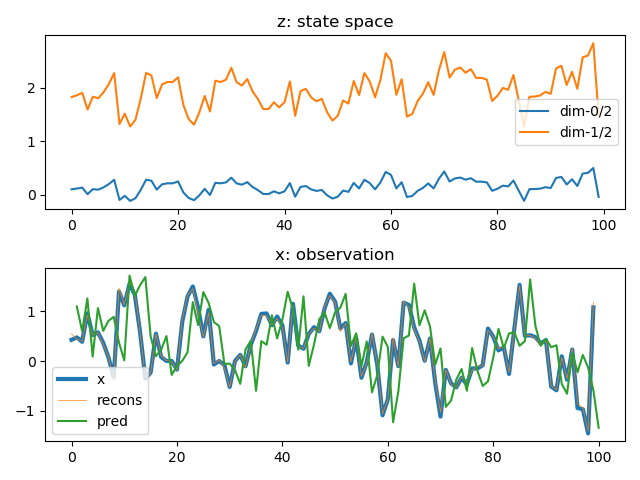 z: state space
2
1
0
dim-0/2
dim-1/2
0 20 40 60 80 100
x: observation
1
0
−1
x
recons
pred
0 20 40 60 80 100